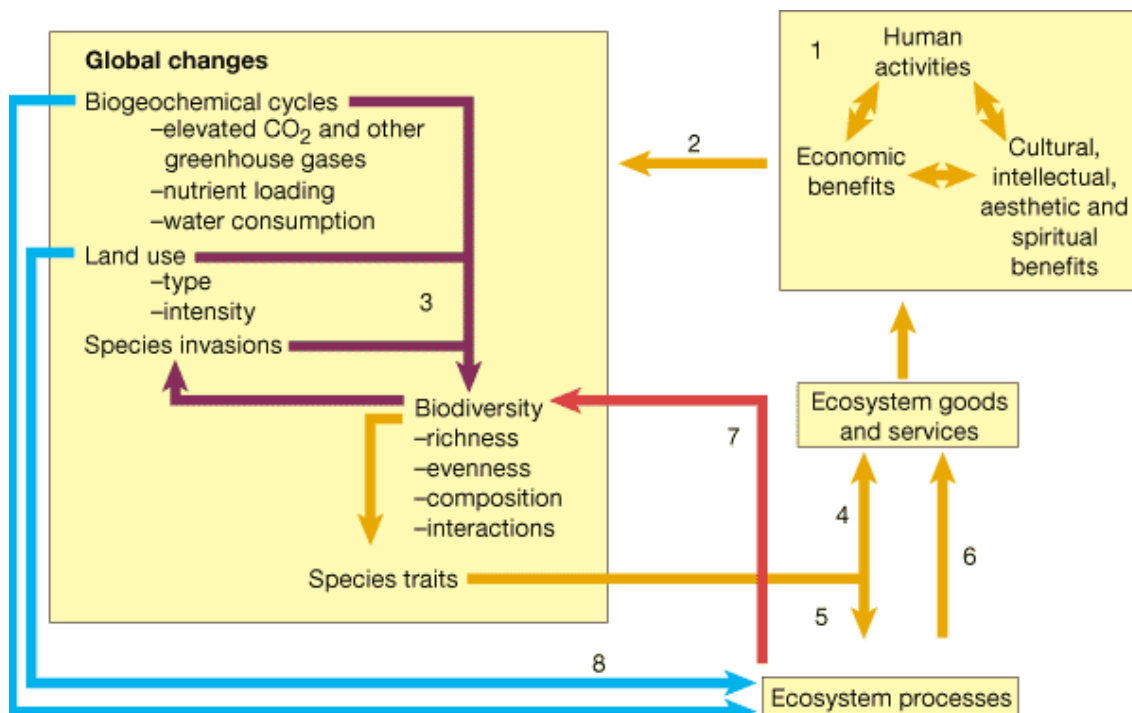 Global changes
Biogeochemical cycles
–elevated CO2 and other
greenhouse gases
–nutrient loading
–water consumption
Land use
–type
–intensity
3
Species invasions
Biodiversity
–richness
–evenness
–composition
–interactions
Species traits
2
1
Human
activities
Economic
benefits
Cultural,
intellectual,
aesthetic and
spiritual
benefits
Ecosystem goods
and services
7
4
6
5
8
Ecosystem processes